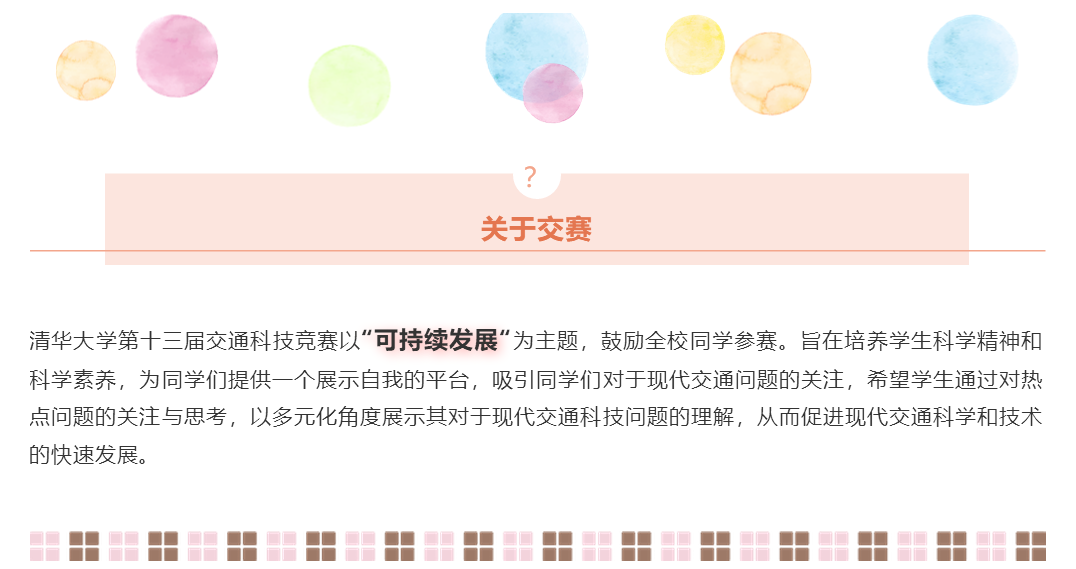 ?
关于交赛
清华大学第十三届交通科技竞赛以“可持续发展“为主题，鼓励全校同学参赛。旨在培养学生科学精神和
科学素养，为同学们提供一个展示自我的平台，吸引同学们对于现代交通问题的关注，希望学生通过对热
点问题的关注与思考，以多元化角度展示其对于现代交通科技问题的理解，从而促进现代交通科学和技术
的快速发展。